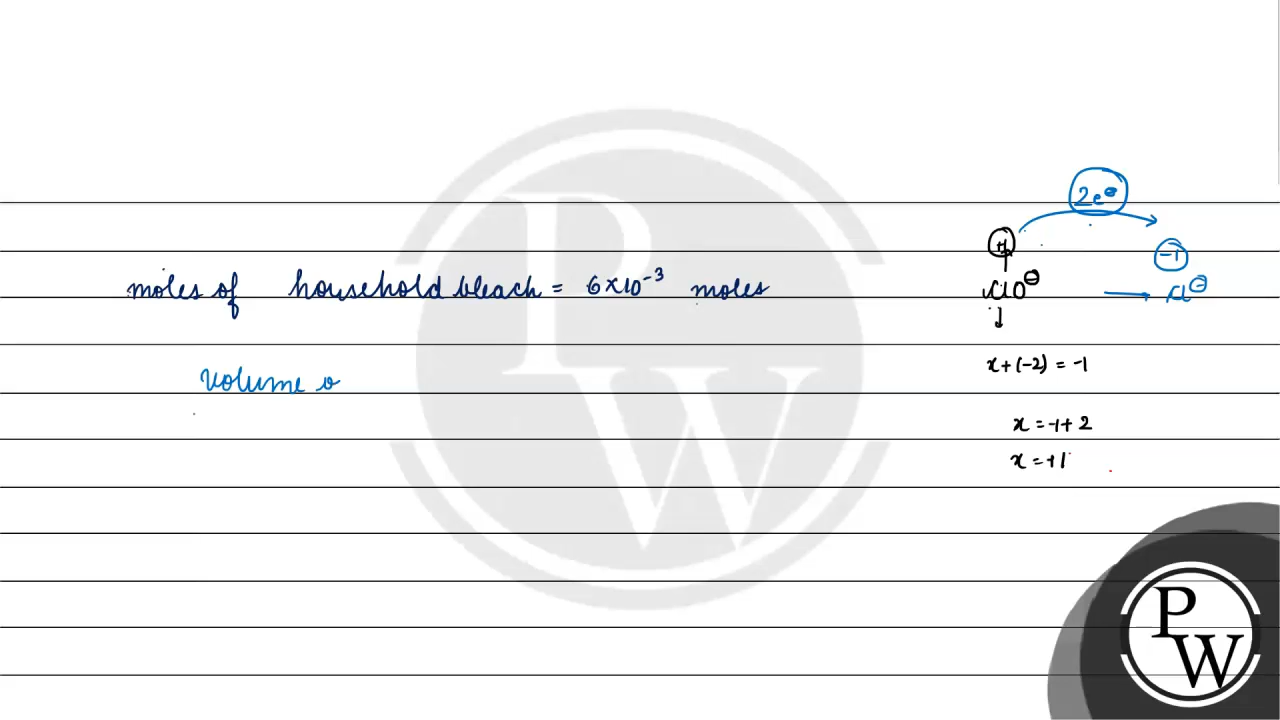 2e⊖
+1
-1
moles of household bleach = 6×10⁻³ moles
ClO⊖ → Cl⊖
↓
x+(-2) = -1
Volume o
x = -1+2
x = +1
P
W
P
W